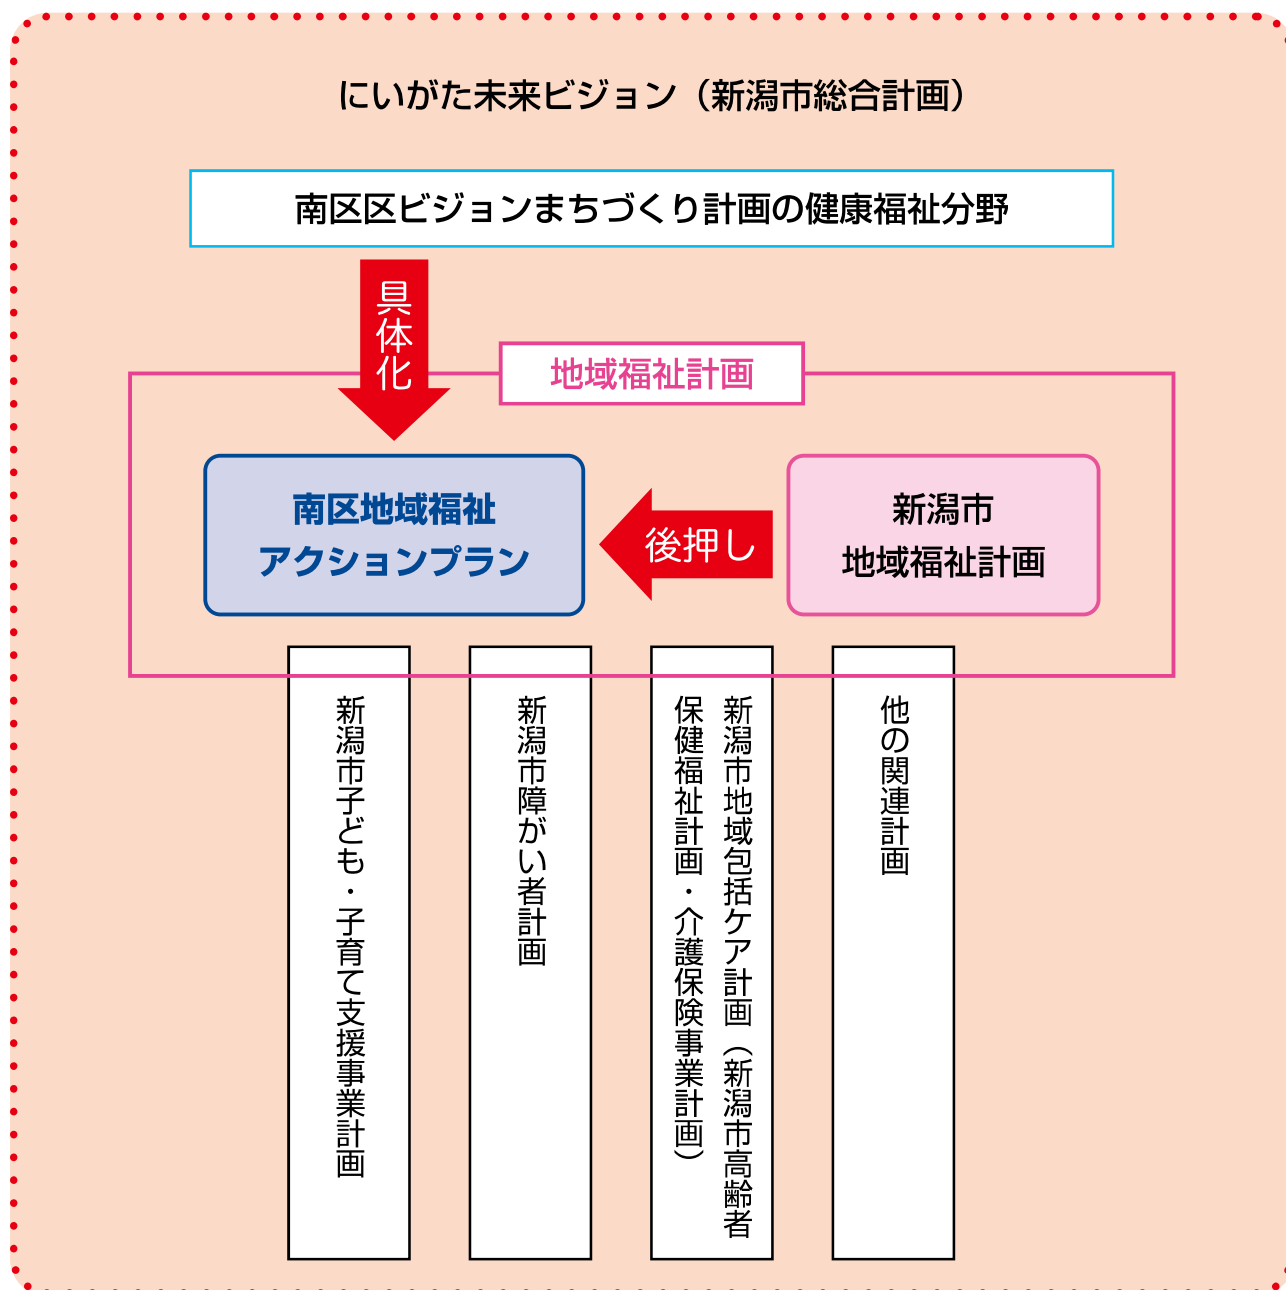 にいがた未来ビジョン（新潟市総合計画）
南区区ビジョンまちづくり計画の健康福祉分野
具体化
地域福祉計画
南区地域福祉
アクションプラン
後押し
新潟市
地域福祉計画
新潟市子ども・子育て支援事業計画
新潟市障がい者計画
新潟市地域包括ケア計画（新潟市高齢者
保健福祉計画・介護保険事業計画）
他の関連計画